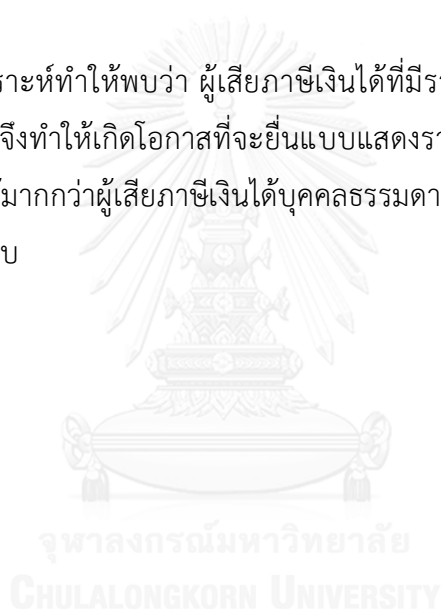 ราะห์ทำให้พบว่า ผู้เสียภาษีเงินได้ที่มีรา
จึงทำให้เกิดโอกาสที่จะยื่นแบบแสดงรา
มากกว่าผู้เสียภาษีเงินได้บุคคลธรรมดา
บ
จุฬาลงกรณ์มหาวิทยาลัย
CHULALONGKORN UNIVERSITY